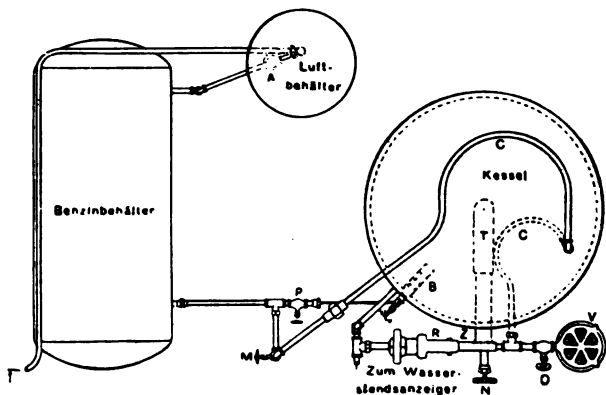 A
Luft-
behälter
C
Kessel
Benzinbehälter
T
C
B
P
V
M
R
Z
Zum Wasser-
standsanzeiger
N
O
T